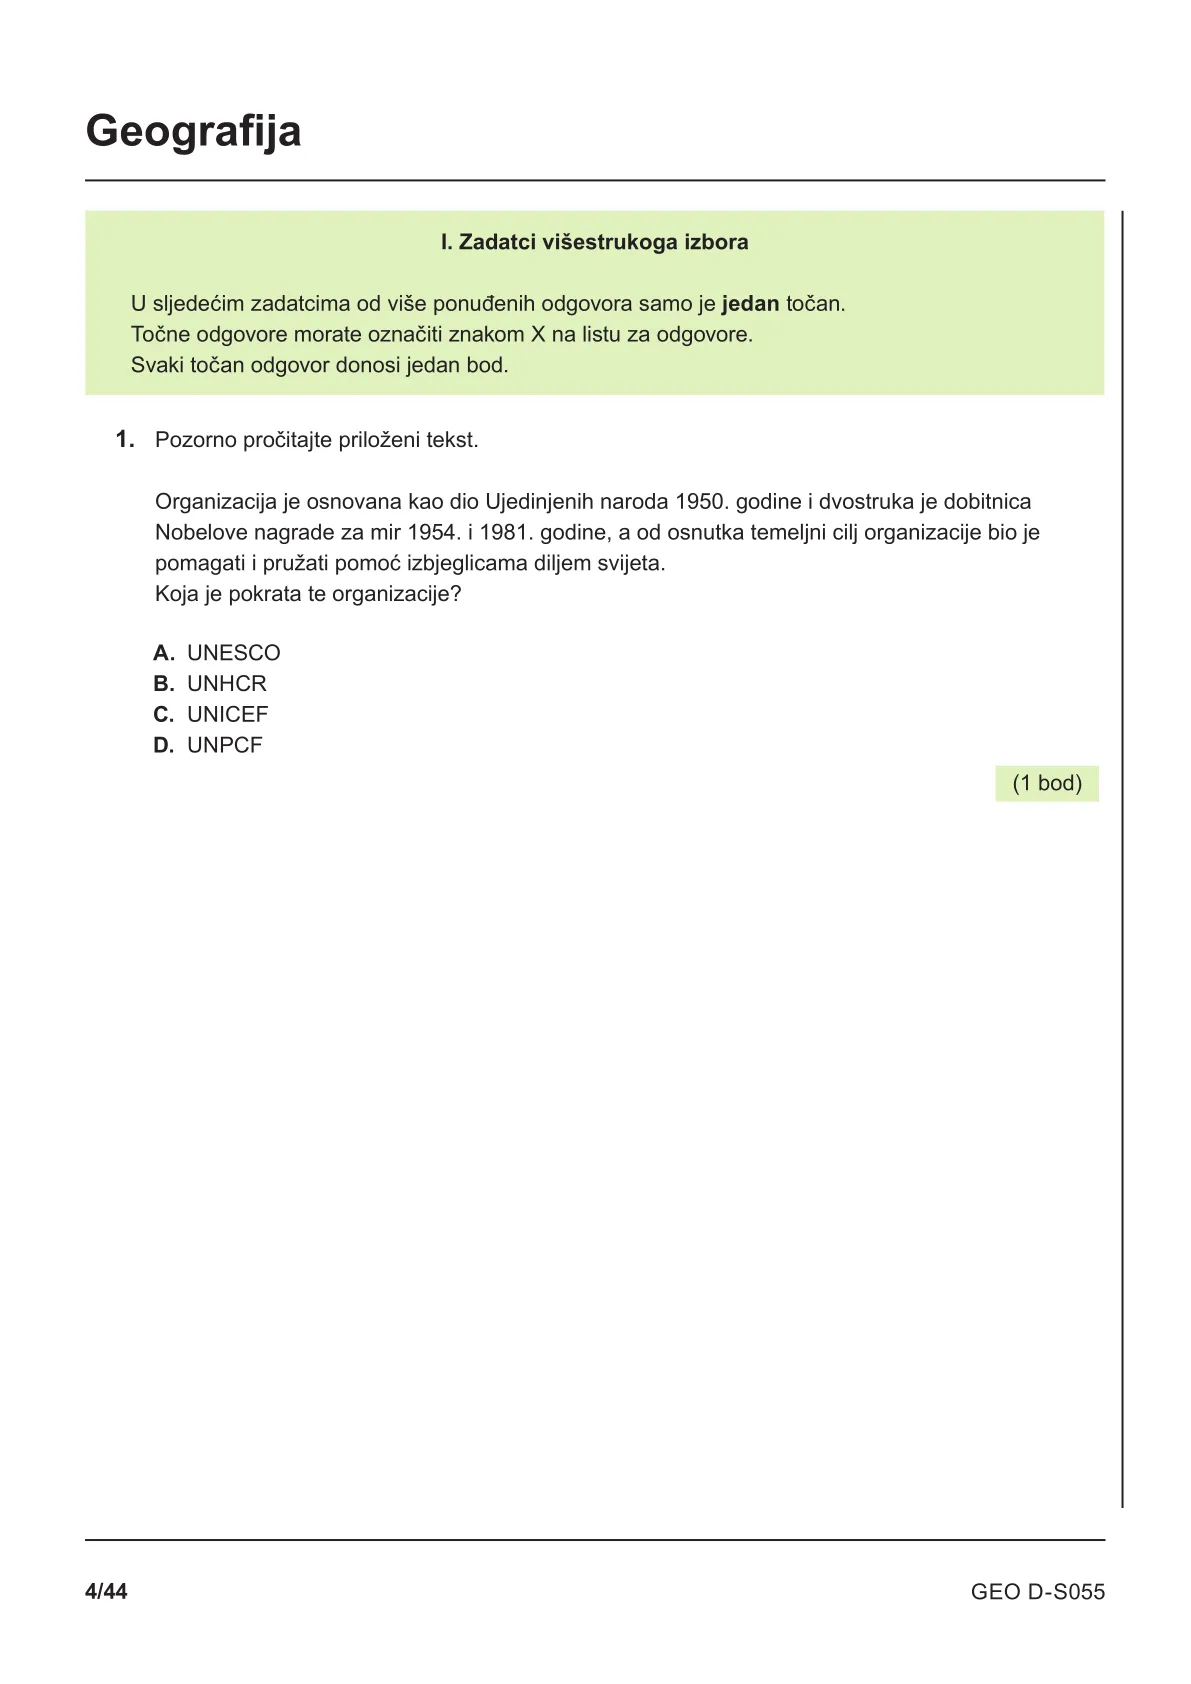 Geografija
I. Zadatci višestrukoga izbora
U sljedećim zadatcima od više ponuđenih odgovora samo je jedan točan.
Točne odgovore morate označiti znakom X na listu za odgovore.
Svaki točan odgovor donosi jedan bod.
1. Pozorno pročitajte priloženi tekst.
Organizacija je osnovana kao dio Ujedinjenih naroda 1950. godine i dvostruka je dobitnica
Nobelove nagrade za mir 1954. i 1981. godine, a od osnutka temeljni cilj organizacije bio je
pomagati i pružati pomoć izbjeglicama diljem svijeta.
Koja je pokrata te organizacije?
A. UNESCO
B. UNHCR
C. UNICEF
D. UNPCF
(1 bod)
4/44
GEO D-S055